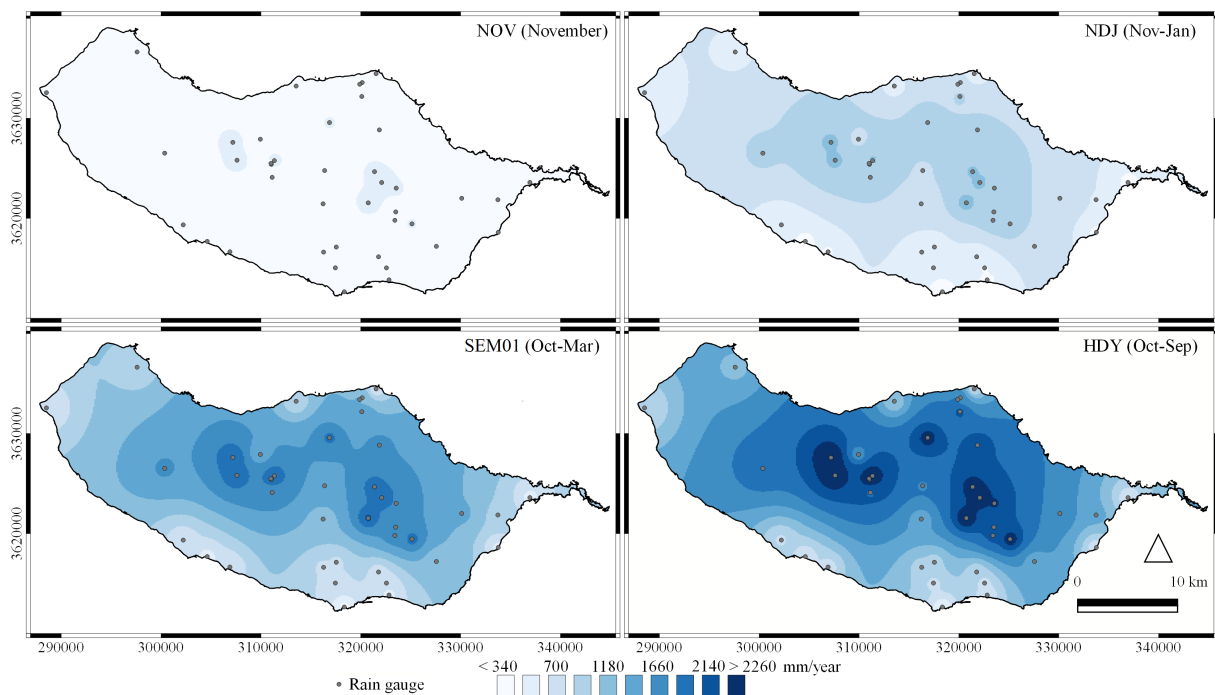 NOV (November)
NDJ (Nov-Jan)
3630000
3620000
SEM01 (Oct-Mar)
HDY (Oct-Sep)
3630000
3620000
0 10 km
290000 300000 310000 320000 330000 340000 290000 300000 310000 320000 330000 340000
< 340 700 1180 1660 2140 > 2260 mm/year
Rain gauge